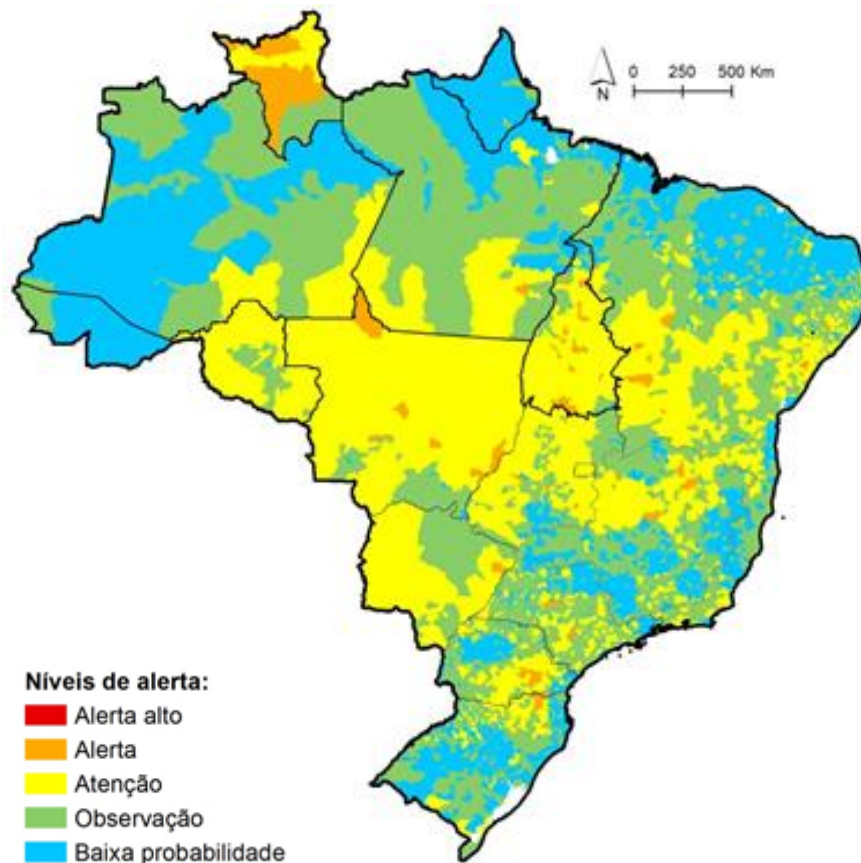 N
0 250 500 Km
Níveis de alerta:
Alerta alto
Alerta
Atenção
Observação
Baixa probabilidade